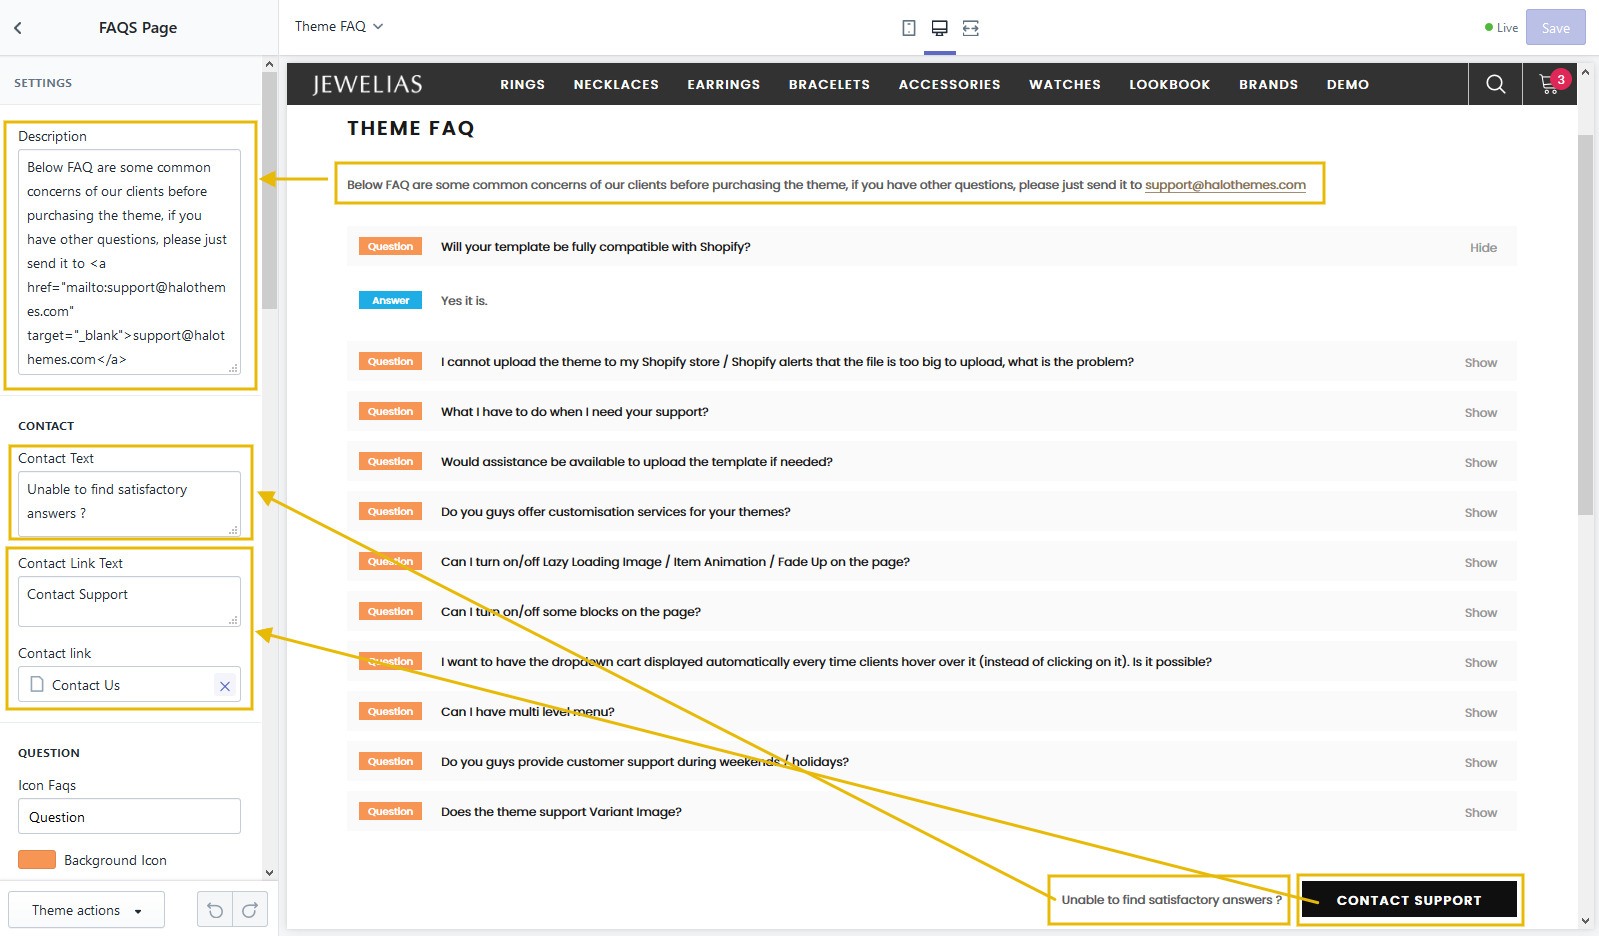 FAQS Page
Theme FAQ
Live
Save
SETTINGS
Description
Below FAQ are some common
concerns of our clients before
purchasing the theme, if you
have other questions, please just
send it to <a
href="mailto:support@halothem
es.com"
target="_blank">support@halot
hemes.com</a>
CONTACT
Contact Text
Unable to find satisfactory
answers ?
Contact Link Text
Contact Support
Contact link
Contact Us
QUESTION
Icon Faqs
Question
Background Icon
Theme actions
JEWELIAS RINGS NECKLACES EARRINGS BRACELETS ACCESSORIES WATCHES LOOKBOOK BRANDS DEMO 3
THEME FAQ
Below FAQ are some common concerns of our clients before purchasing the theme, if you have other questions, please just send it to support@halothemes.com
Question Will your template be fully compatible with Shopify? Hide
Answer Yes it is.
Question I cannot upload the theme to my Shopify store / Shopify alerts that the file is too big to upload, what is the problem? Show
Question What I have to do when I need your support? Show
Question Would assistance be available to upload the template if needed? Show
Question Do you guys offer customisation services for your themes? Show
Question Can I turn on/off Lazy Loading Image / Item Animation / Fade Up on the page? Show
Question Can I turn on/off some blocks on the page? Show
Question I want to have the dropdown cart displayed automatically every time clients hover over it (instead of clicking on it). Is it possible? Show
Question Can I have multi level menu? Show
Question Do you guys provide customer support during weekends / holidays? Show
Question Does the theme support Variant Image? Show
Unable to find satisfactory answers ? CONTACT SUPPORT